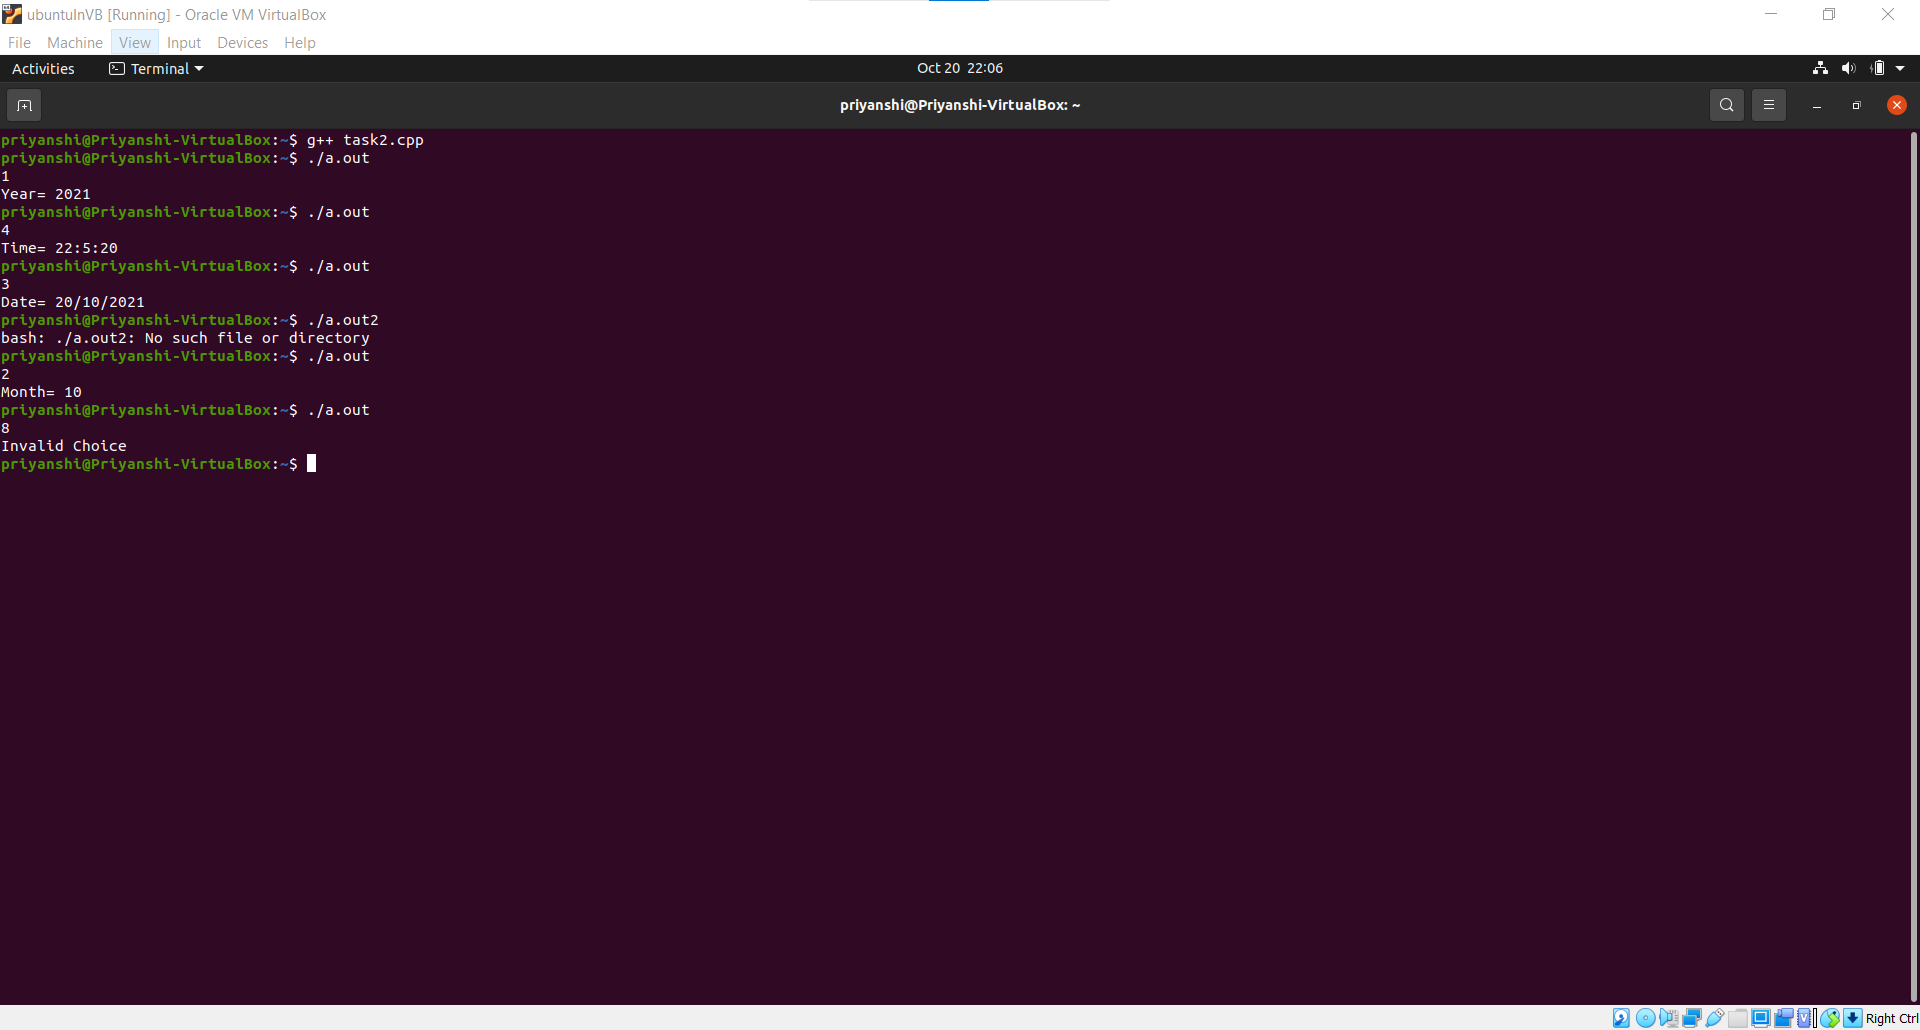 ubuntuInVB [Running] - Oracle VM VirtualBox
File Machine View Input Devices Help
Activities Terminal Oct 20 22:06
priyanshi@Priyanshi-VirtualBox: ~
priyanshi@Priyanshi-VirtualBox:~$ g++ task2.cpp
priyanshi@Priyanshi-VirtualBox:~$ ./a.out
1
Year= 2021
priyanshi@Priyanshi-VirtualBox:~$ ./a.out
4
Time= 22:5:20
priyanshi@Priyanshi-VirtualBox:~$ ./a.out
3
Date= 20/10/2021
priyanshi@Priyanshi-VirtualBox:~$ ./a.out2
bash: ./a.out2: No such file or directory
priyanshi@Priyanshi-VirtualBox:~$ ./a.out
2
Month= 10
priyanshi@Priyanshi-VirtualBox:~$ ./a.out
8
Invalid Choice
priyanshi@Priyanshi-VirtualBox:~$
Right Ctrl